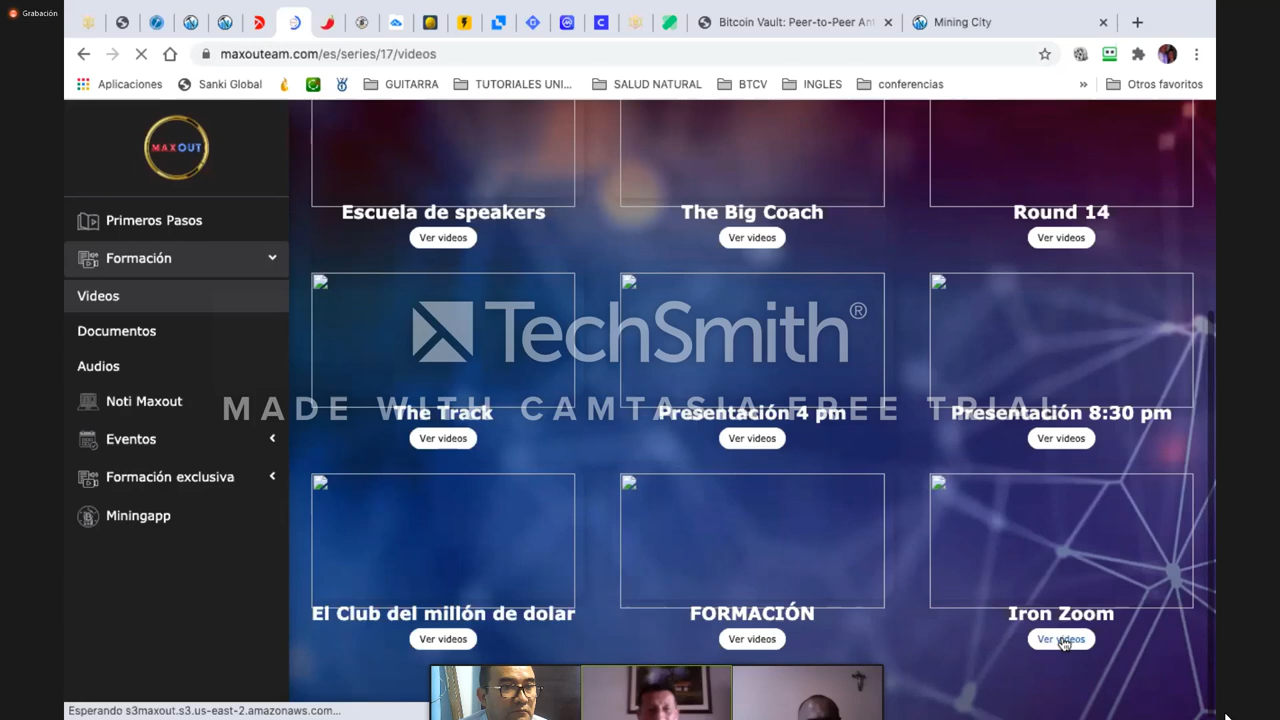 Grabación
Bitcoin Vault: Peer-to-Peer An
Mining City
maxouteam.com/es/series/17/videos
Aplicaciones
Sanki Global
GUITARRA
TUTORIALES UNI...
SALUD NATURAL
BTCV
INGLES
conferencias
»
Otros favoritos
MAXOUT
Primeros Pasos
Formación
Videos
Documentos
Audios
Noti Maxout
Eventos
Formación exclusiva
Miningapp
Escuela de speakers
Ver videos
The Big Coach
Ver videos
Round 14
Ver videos
TechSmith®
MADE WITH CAMTASIA FREE TRIAL
The Track
Ver videos
Presentación 4 pm
Ver videos
Presentación 8:30 pm
Ver videos
El Club del millón de dolar
Ver videos
FORMACIÓN
Ver videos
Iron Zoom
Ver videos
Esperando s3maxout.s3.us-east-2.amazonaws.com...